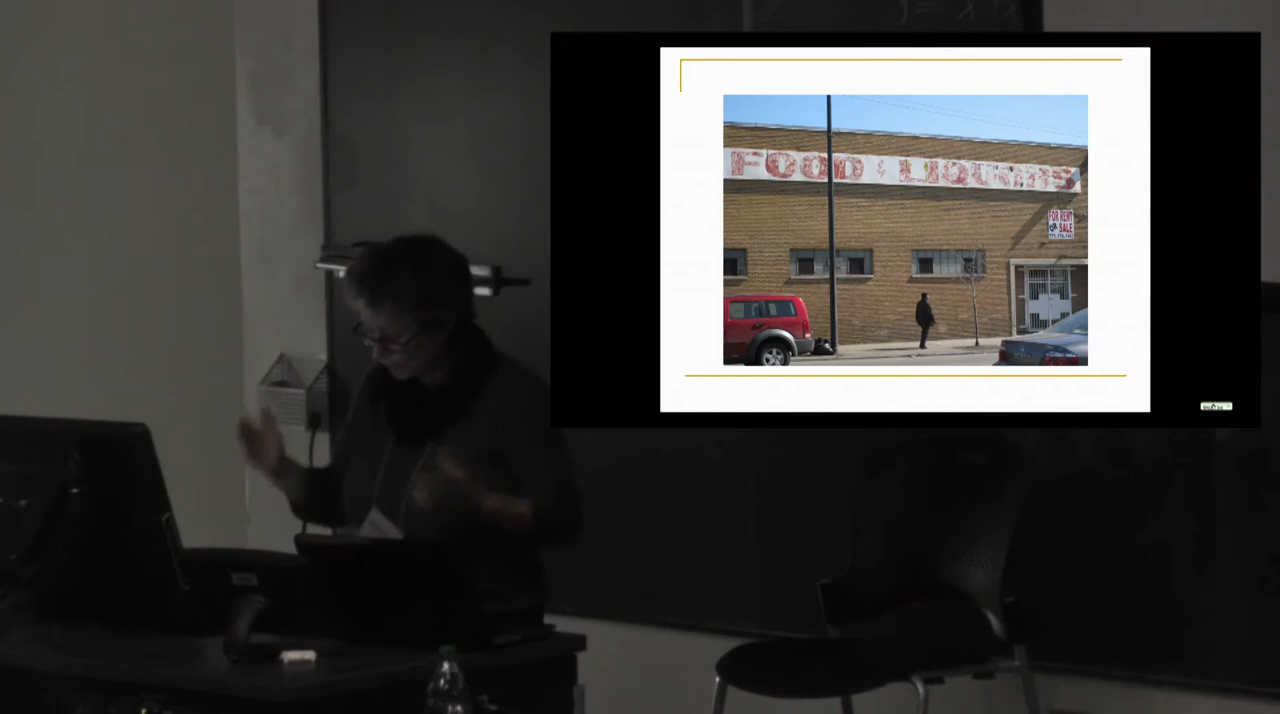 y = x + x
FOOD & LIQUORS
FOR RENT
OR SALE